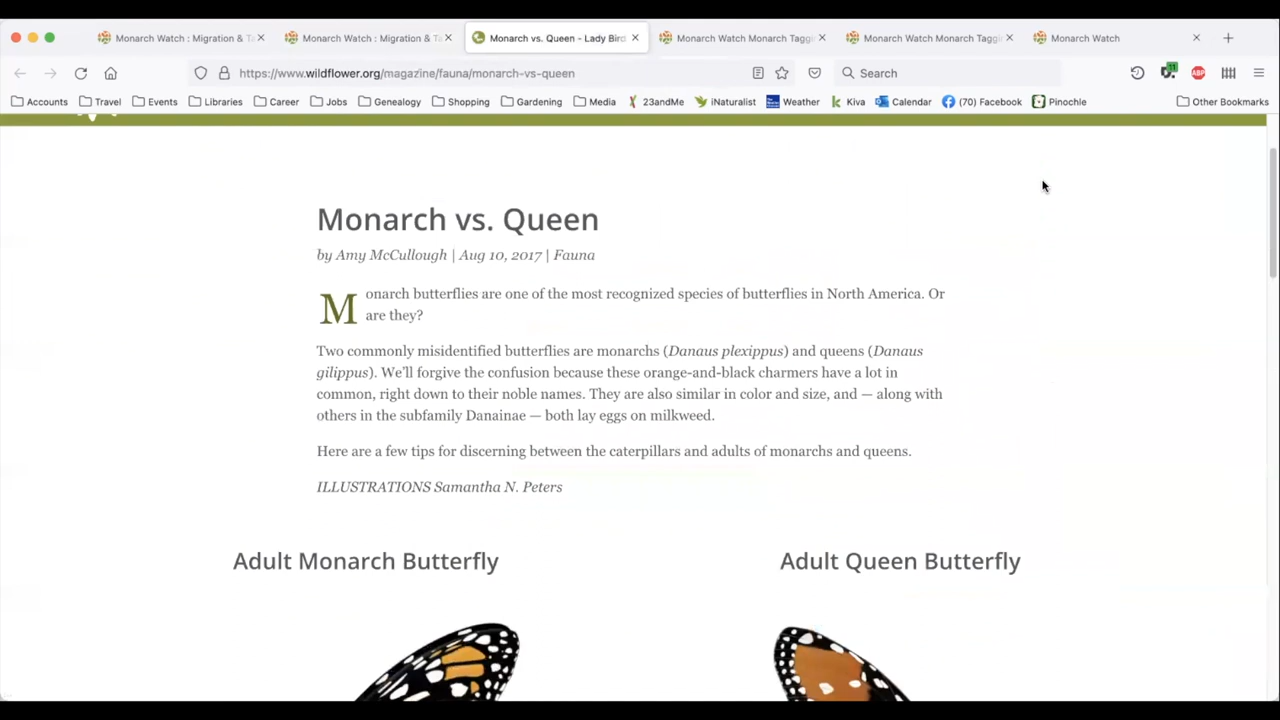 Monarch Watch : Migration & Ta
Monarch Watch : Migration & Ta
Monarch vs. Queen - Lady Bird
Monarch Watch Monarch Taggi
Monarch Watch Monarch Taggi
Monarch Watch
https://www.wildflower.org/magazine/fauna/monarch-vs-queen
Search
11
ABP
Accounts
Travel
Events
Libraries
Career
Jobs
Genealogy
Shopping
Gardening
Media
23andMe
iNaturalist
Weather
Kiva
Calendar
(70) Facebook
Pinochle
Other Bookmarks
Monarch vs. Queen
by Amy McCullough | Aug 10, 2017 | Fauna
Monarch butterflies are one of the most recognized species of butterflies in North America. Or
are they?
Two commonly misidentified butterflies are monarchs (Danaus plexippus) and queens (Danaus
gilippus). We'll forgive the confusion because these orange-and-black charmers have a lot in
common, right down to their noble names. They are also similar in color and size, and — along with
others in the subfamily Danainae — both lay eggs on milkweed.
Here are a few tips for discerning between the caterpillars and adults of monarchs and queens.
ILLUSTRATIONS Samantha N. Peters
Adult Monarch Butterfly
Adult Queen Butterfly